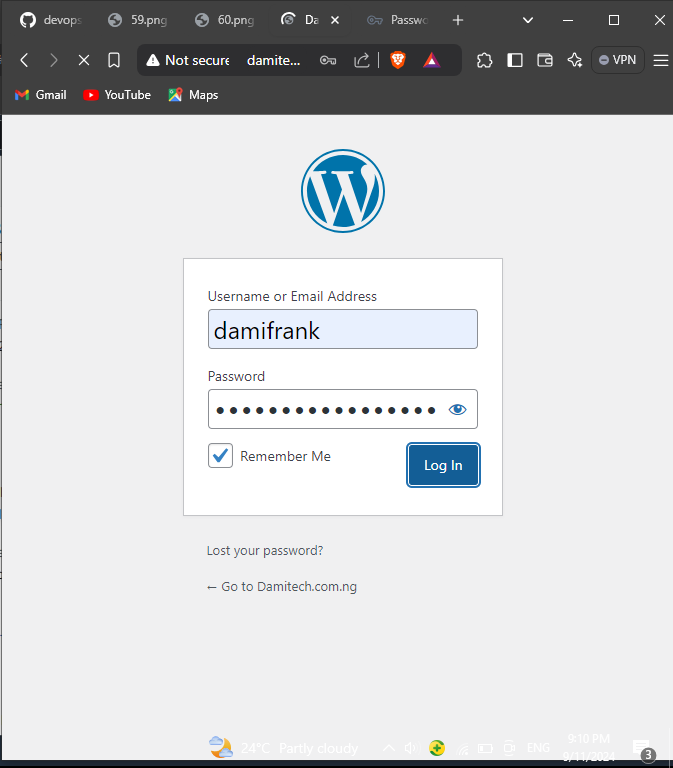 devops 59.png 60.png Da Passwo
Not secure damite... VPN
Gmail YouTube Maps
Username or Email Address
damifrank
Password
Remember Me
Log In
Lost your password?
← Go to Damitech.com.ng
24°C Partly cloudy ENG 9:10 PM
9/11/2024 3